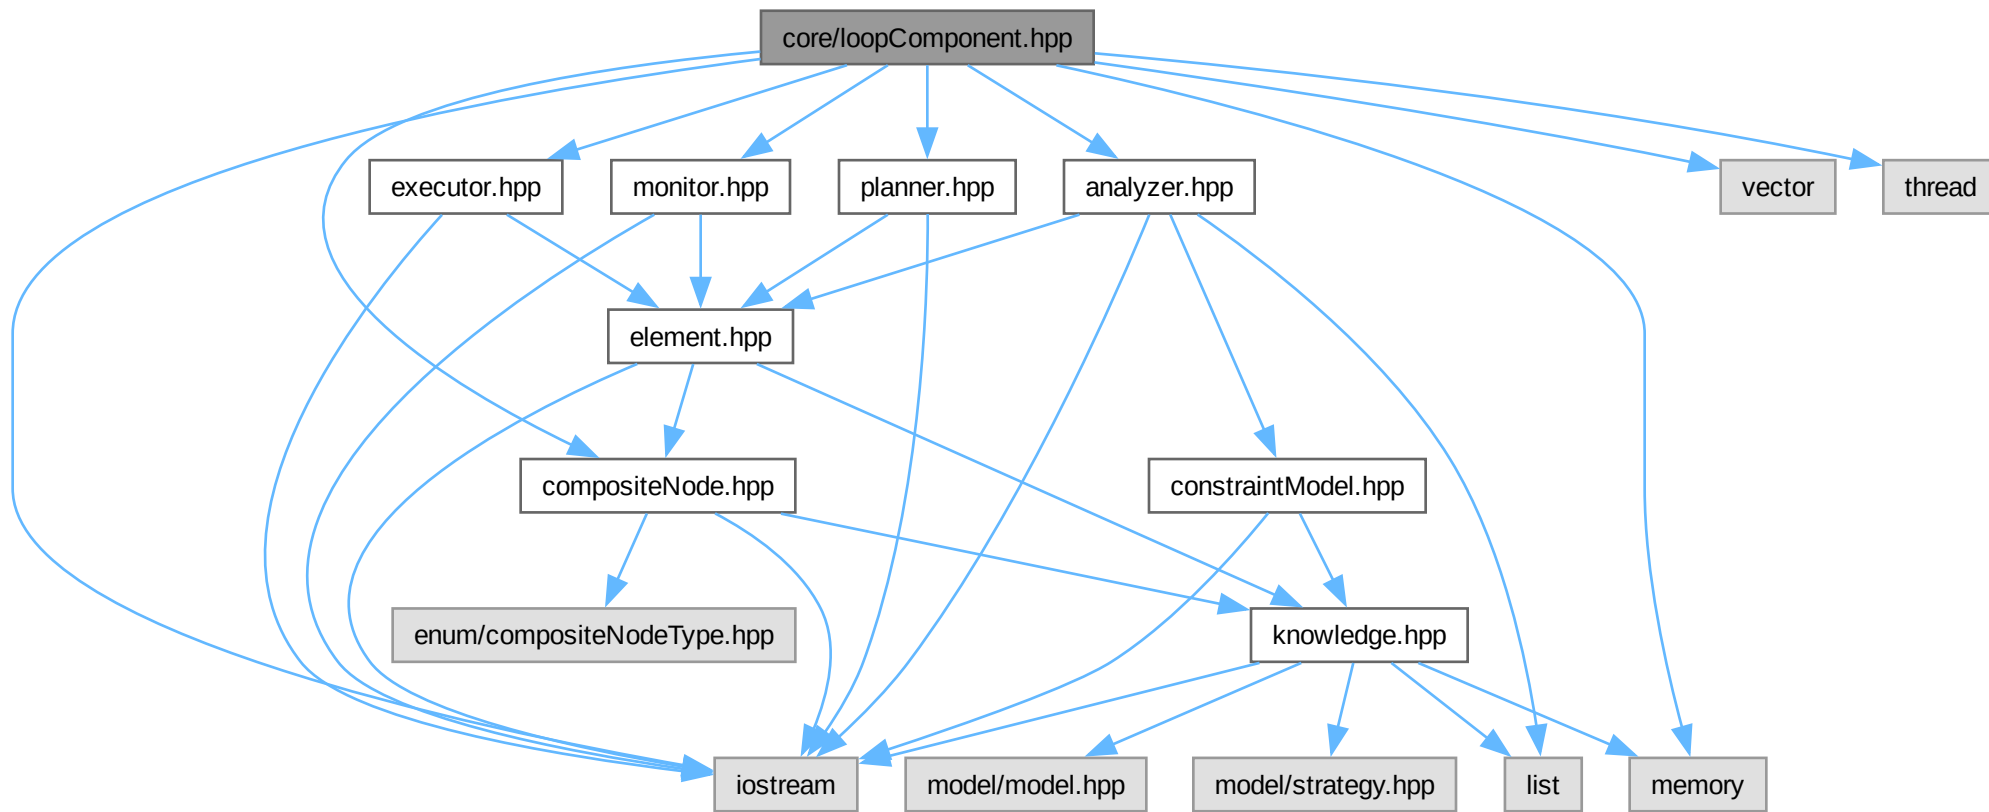 core/loopComponent.hpp
executor.hpp
monitor.hpp
planner.hpp
analyzer.hpp
vector
thread
element.hpp
compositeNode.hpp
constraintModel.hpp
enum/compositeNodeType.hpp
knowledge.hpp
iostream
model/model.hpp
model/strategy.hpp
list
memory